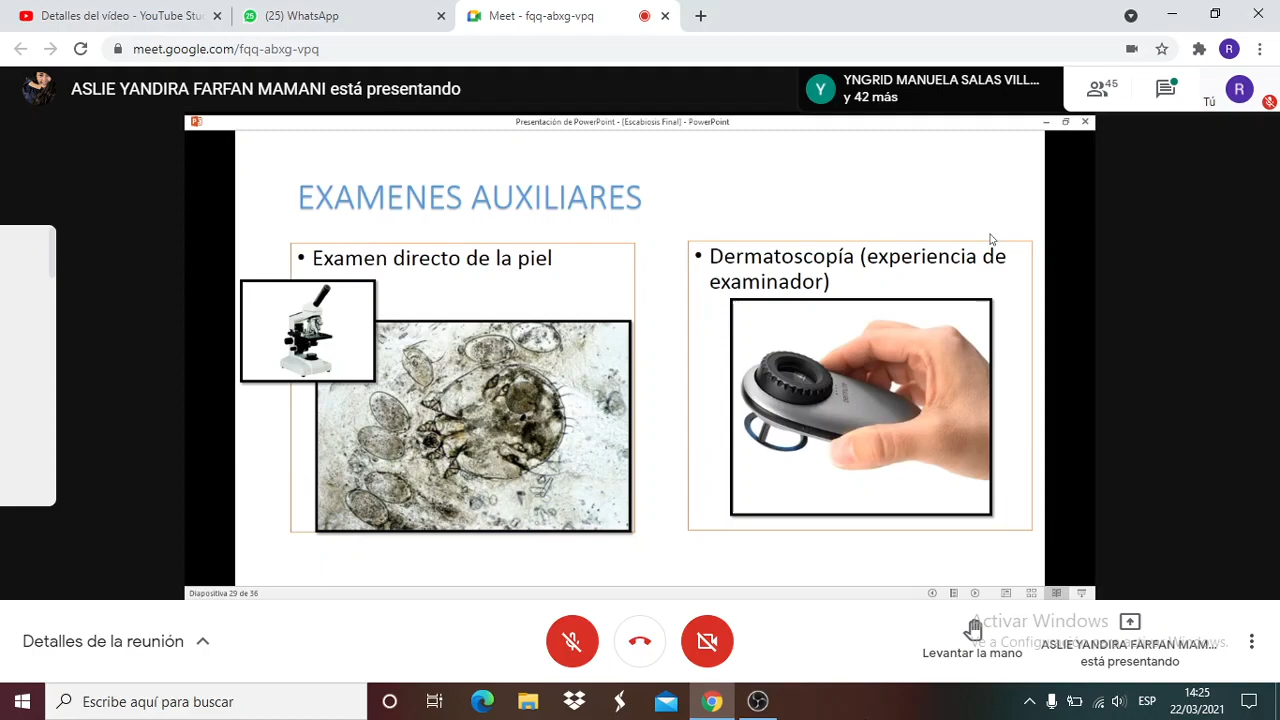 Detalles del vídeo - YouTube Stu
(25) WhatsApp
Meet - fqq-abxg-vpq
meet.google.com/fqq-abxg-vpq
R
ASLIE YANDIRA FARFAN MAMANI está presentando
Y
YNGRID MANUELA SALAS VILL...
y 42 más
45
Tú
R
Presentación de PowerPoint - (Escabiosis Final) - PowerPoint
EXAMENES AUXILIARES
• Examen directo de la piel
• Dermatoscopía (experiencia de
examinador)
Diapositiva 29 de 36
Detalles de la reunión
Levantar la mano
Activar Windows
Ve a Configuración para activar Windows.
ASLIE YANDIRA FARFAN MAM...
está presentando
Escribe aquí para buscar
ESP
14:25
22/03/2021